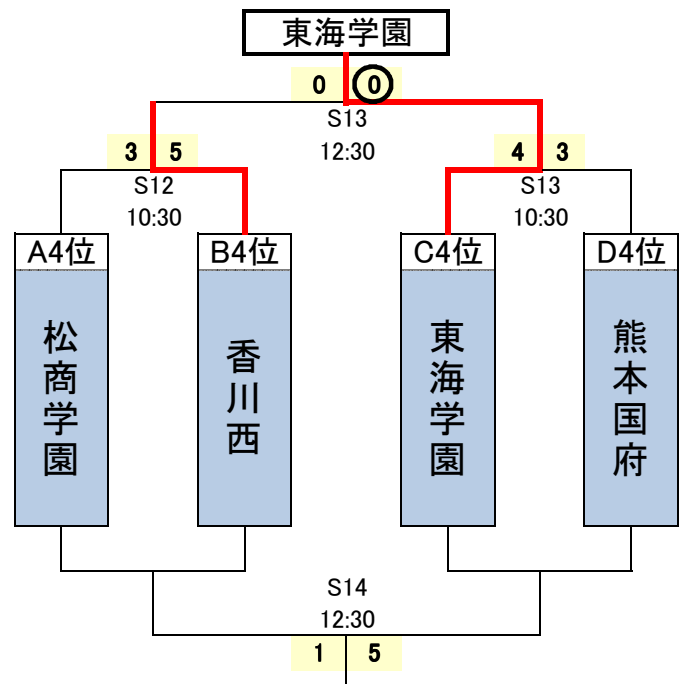 東海学園
0 0
S13
12:30
3 5
4 3
S12
10:30
S13
10:30
A4位
B4位
C4位
D4位
松商学園
香川西
東海学園
熊本国府
S14
12:30
1 5